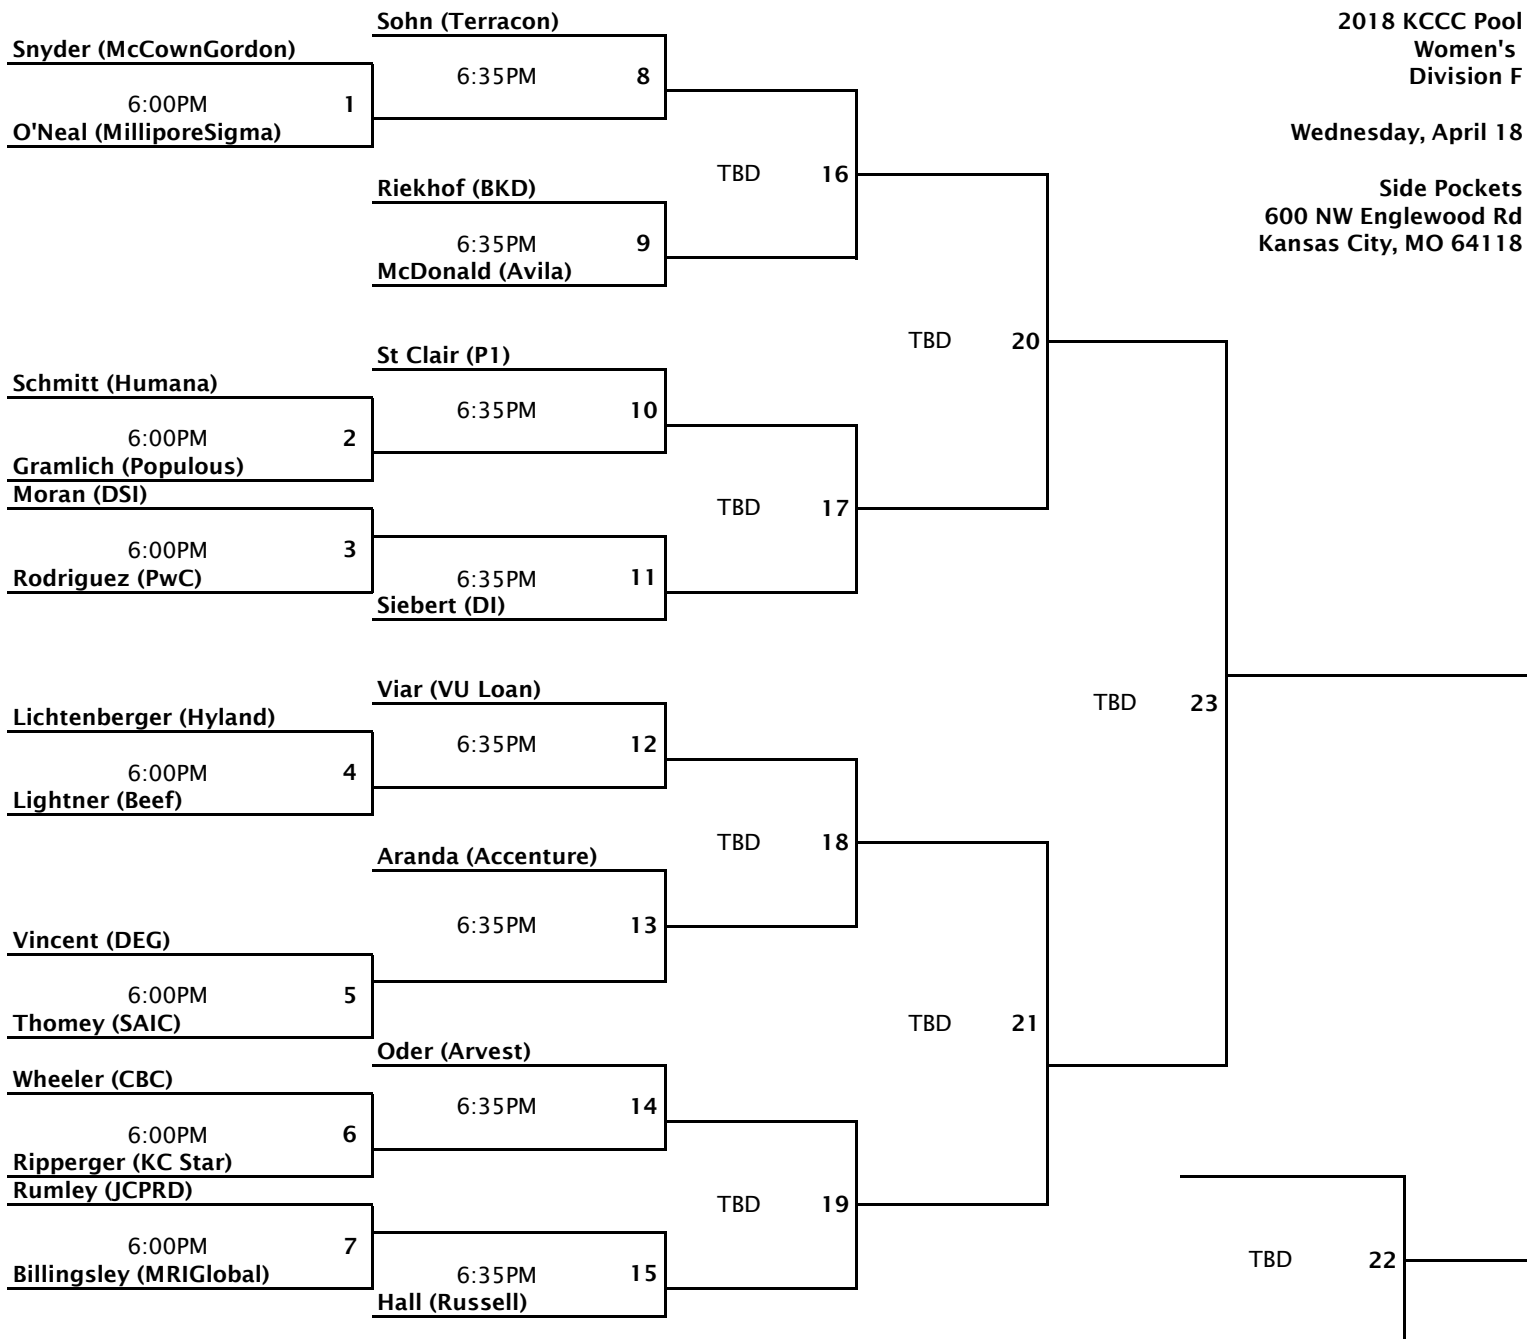 Sohn (Terracon)
2018 KCCC Pool
Snyder (McCownGordon)
Women's
6:35PM 8
Division F
6:00PM 1
O'Neal (MilliporeSigma)
Wednesday, April 18
TBD 16
Riekhof (BKD)
Side Pockets
600 NW Englewood Rd
6:35PM 9
Kansas City, MO 64118
McDonald (Avila)
TBD 20
St Clair (P1)
Schmitt (Humana)
6:35PM 10
6:00PM 2
Gramlich (Populous)
Moran (DSI)
TBD 17
6:00PM 3
Rodriguez (PwC)
6:35PM 11
Siebert (DI)
Viar (VU Loan)
TBD 23
Lichtenberger (Hyland)
6:35PM 12
6:00PM 4
Lightner (Beef)
TBD 18
Aranda (Accenture)
6:35PM 13
Vincent (DEG)
6:00PM 5
Thomey (SAIC)
TBD 21
Oder (Arvest)
Wheeler (CBC)
6:35PM 14
6:00PM 6
Ripperger (KC Star)
Rumley (JCPRD)
TBD 19
6:00PM 7
TBD 22
Billingsley (MRIGlobal)
6:35PM 15
Hall (Russell)